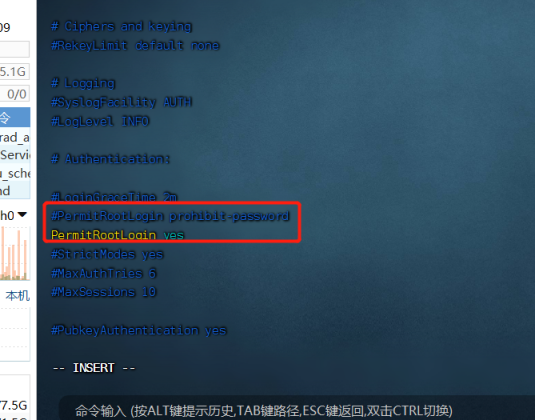 09
# Ciphers and keying
#RekeyLimit default none
5.1G
# Logging
0/0
#SyslogFacility AUTH
令
#LogLevel INFO
rad_a
Servi
# Authentication:
u_sche
nd
#LoginGraceTime 2m
h0
#PermitRootLogin prohibit-password
PermitRootLogin yes
#StrictModes yes
#MaxAuthTries 6
本机
#MaxSessions 10
#PubkeyAuthentication yes
-- INSERT --
7.5G
命令输入 (按ALT键提示历史,TAB键路径,ESC键返回,双击CTRL切换)